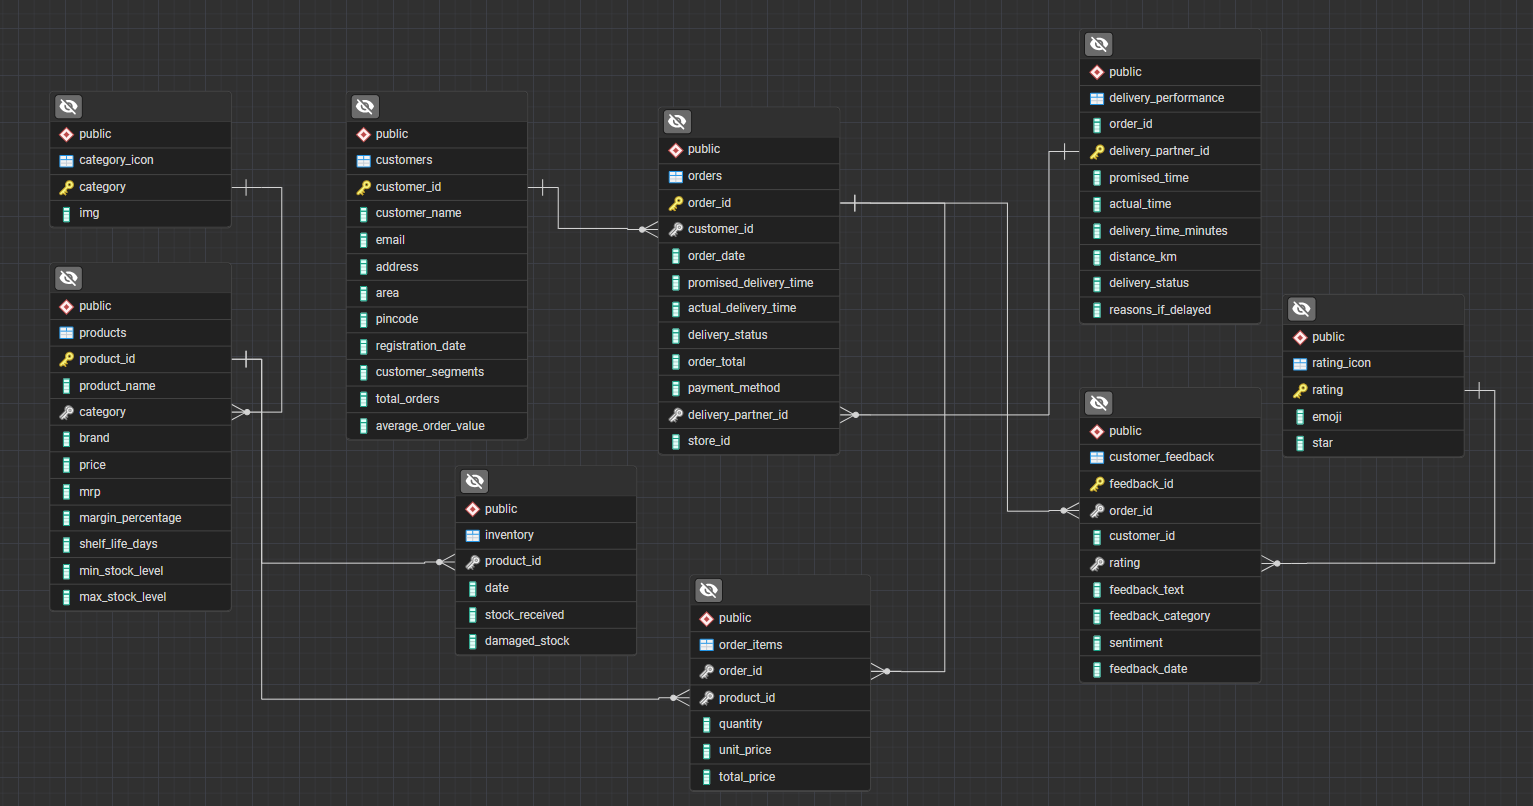 public
category_icon
category
img
public
products
product_id
product_name
category
brand
price
mrp
margin_percentage
shelf_life_days
min_stock_level
max_stock_level
public
customers
customer_id
customer_name
email
address
area
pincode
registration_date
customer_segments
total_orders
average_order_value
public
inventory
product_id
date
stock_received
damaged_stock
public
orders
order_id
customer_id
order_date
promised_delivery_time
actual_delivery_time
delivery_status
order_total
payment_method
delivery_partner_id
store_id
public
order_items
order_id
product_id
quantity
unit_price
total_price
public
delivery_performance
order_id
delivery_partner_id
promised_time
actual_time
delivery_time_minutes
distance_km
delivery_status
reasons_if_delayed
public
customer_feedback
feedback_id
order_id
customer_id
rating
feedback_text
feedback_category
sentiment
feedback_date
public
rating_icon
rating
emoji
star